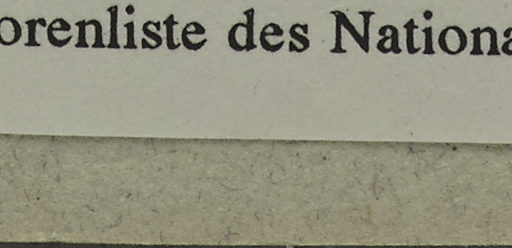 orenliste des Nationa